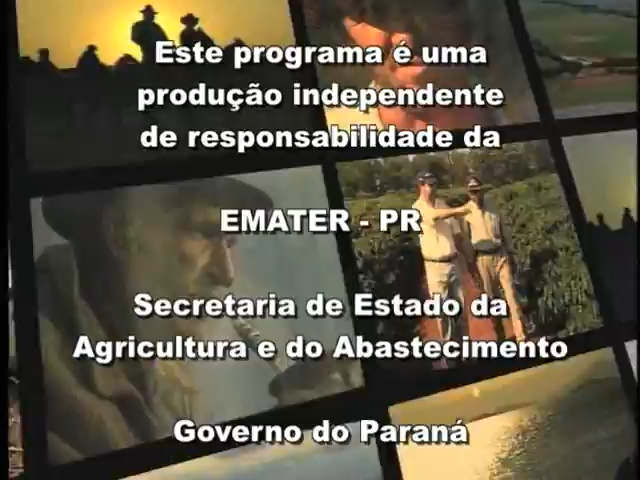 Este programa é uma
produção independente
de responsabilidade da
EMATER - PR
Secretaria de Estado da
Agricultura e do Abastecimento
Governo do Paraná